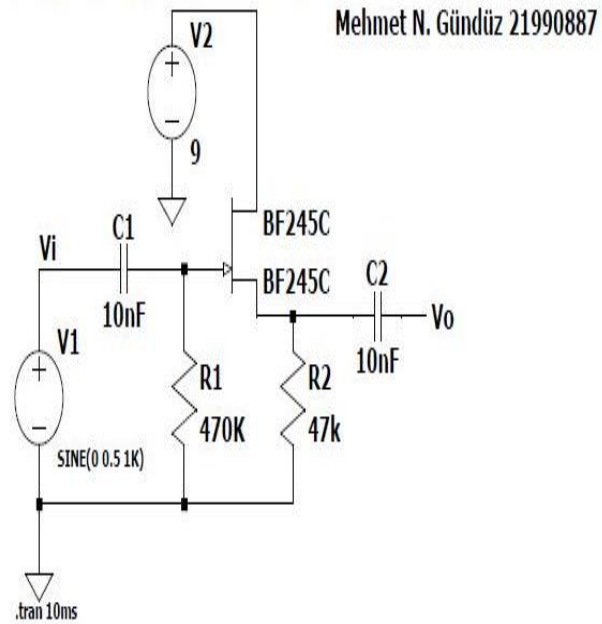 Mehmet N. Gündüz 21990887
V2
9
BF245C
C1
Vi
BF245C
C2
10nF
Vo
V1
10nF
R1
R2
470K
47k
SINE(0 0.5 1K)
.tran 10ms